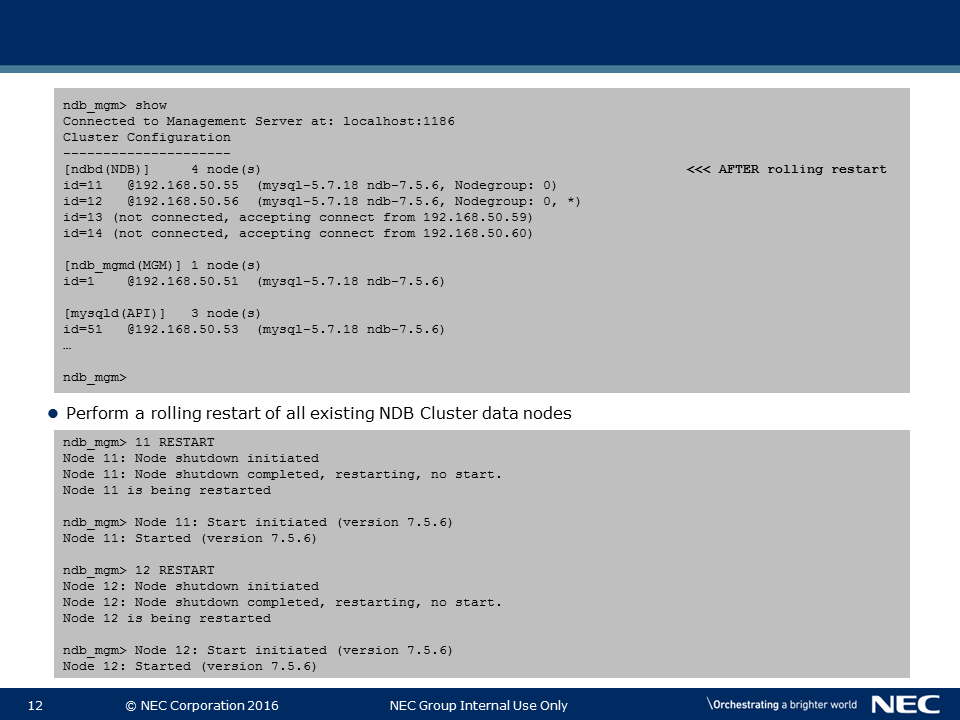 ndb_mgm> show
Connected to Management Server at: localhost:1186
Cluster Configuration
---------------------
[ndbd(NDB)]     4 node(s)                                                     <<< AFTER rolling restart
id=11   @192.168.50.55  (mysql-5.7.18 ndb-7.5.6, Nodegroup: 0)
id=12   @192.168.50.56  (mysql-5.7.18 ndb-7.5.6, Nodegroup: 0, *)
id=13 (not connected, accepting connect from 192.168.50.59)
id=14 (not connected, accepting connect from 192.168.50.60)
[ndb_mgmd(MGM)] 1 node(s)
id=1    @192.168.50.51  (mysql-5.7.18 ndb-7.5.6)
[mysqld(API)]   3 node(s)
id=51   @192.168.50.53  (mysql-5.7.18 ndb-7.5.6)
…
ndb_mgm>
● Perform a rolling restart of all existing NDB Cluster data nodes
ndb_mgm> 11 RESTART
Node 11: Node shutdown initiated
Node 11: Node shutdown completed, restarting, no start.
Node 11 is being restarted
ndb_mgm> Node 11: Start initiated (version 7.5.6)
Node 11: Started (version 7.5.6)
ndb_mgm> 12 RESTART
Node 12: Node shutdown initiated
Node 12: Node shutdown completed, restarting, no start.
Node 12 is being restarted
ndb_mgm> Node 12: Start initiated (version 7.5.6)
Node 12: Started (version 7.5.6)
12 © NEC Corporation 2016 NEC Group Internal Use Only \Orchestrating a brighter world NEC